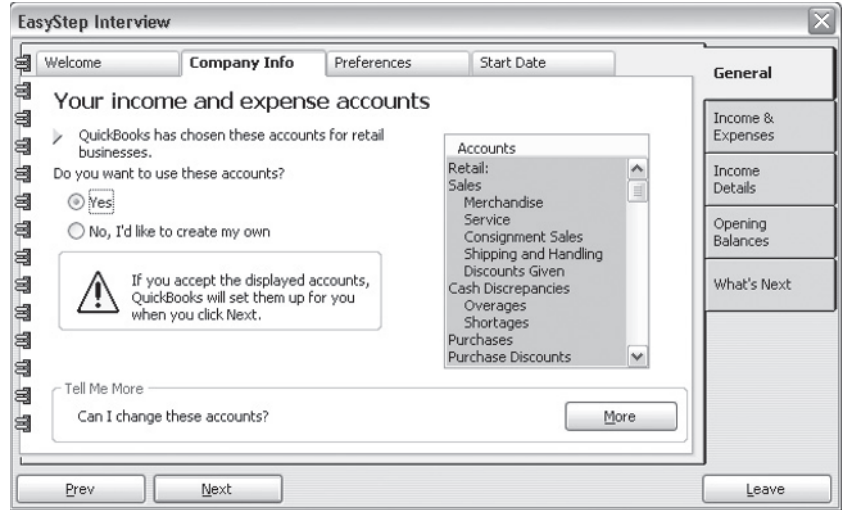 EasyStep Interview
Welcome
Company Info
Preferences
Start Date
General
Income &
Expenses
Income
Details
Opening
Balances
What's Next
Your income and expense accounts
QuickBooks has chosen these accounts for retail
businesses.
Do you want to use these accounts?
Yes
No, I'd like to create my own
If you accept the displayed accounts,
QuickBooks will set them up for you
when you click Next.
Accounts
Retail:
Sales
Merchandise
Service
Consignment Sales
Shipping and Handling
Discounts Given
Cash Discrepancies
Overages
Shortages
Purchases
Purchase Discounts
Tell Me More
Can I change these accounts?
More
Prev
Next
Leave